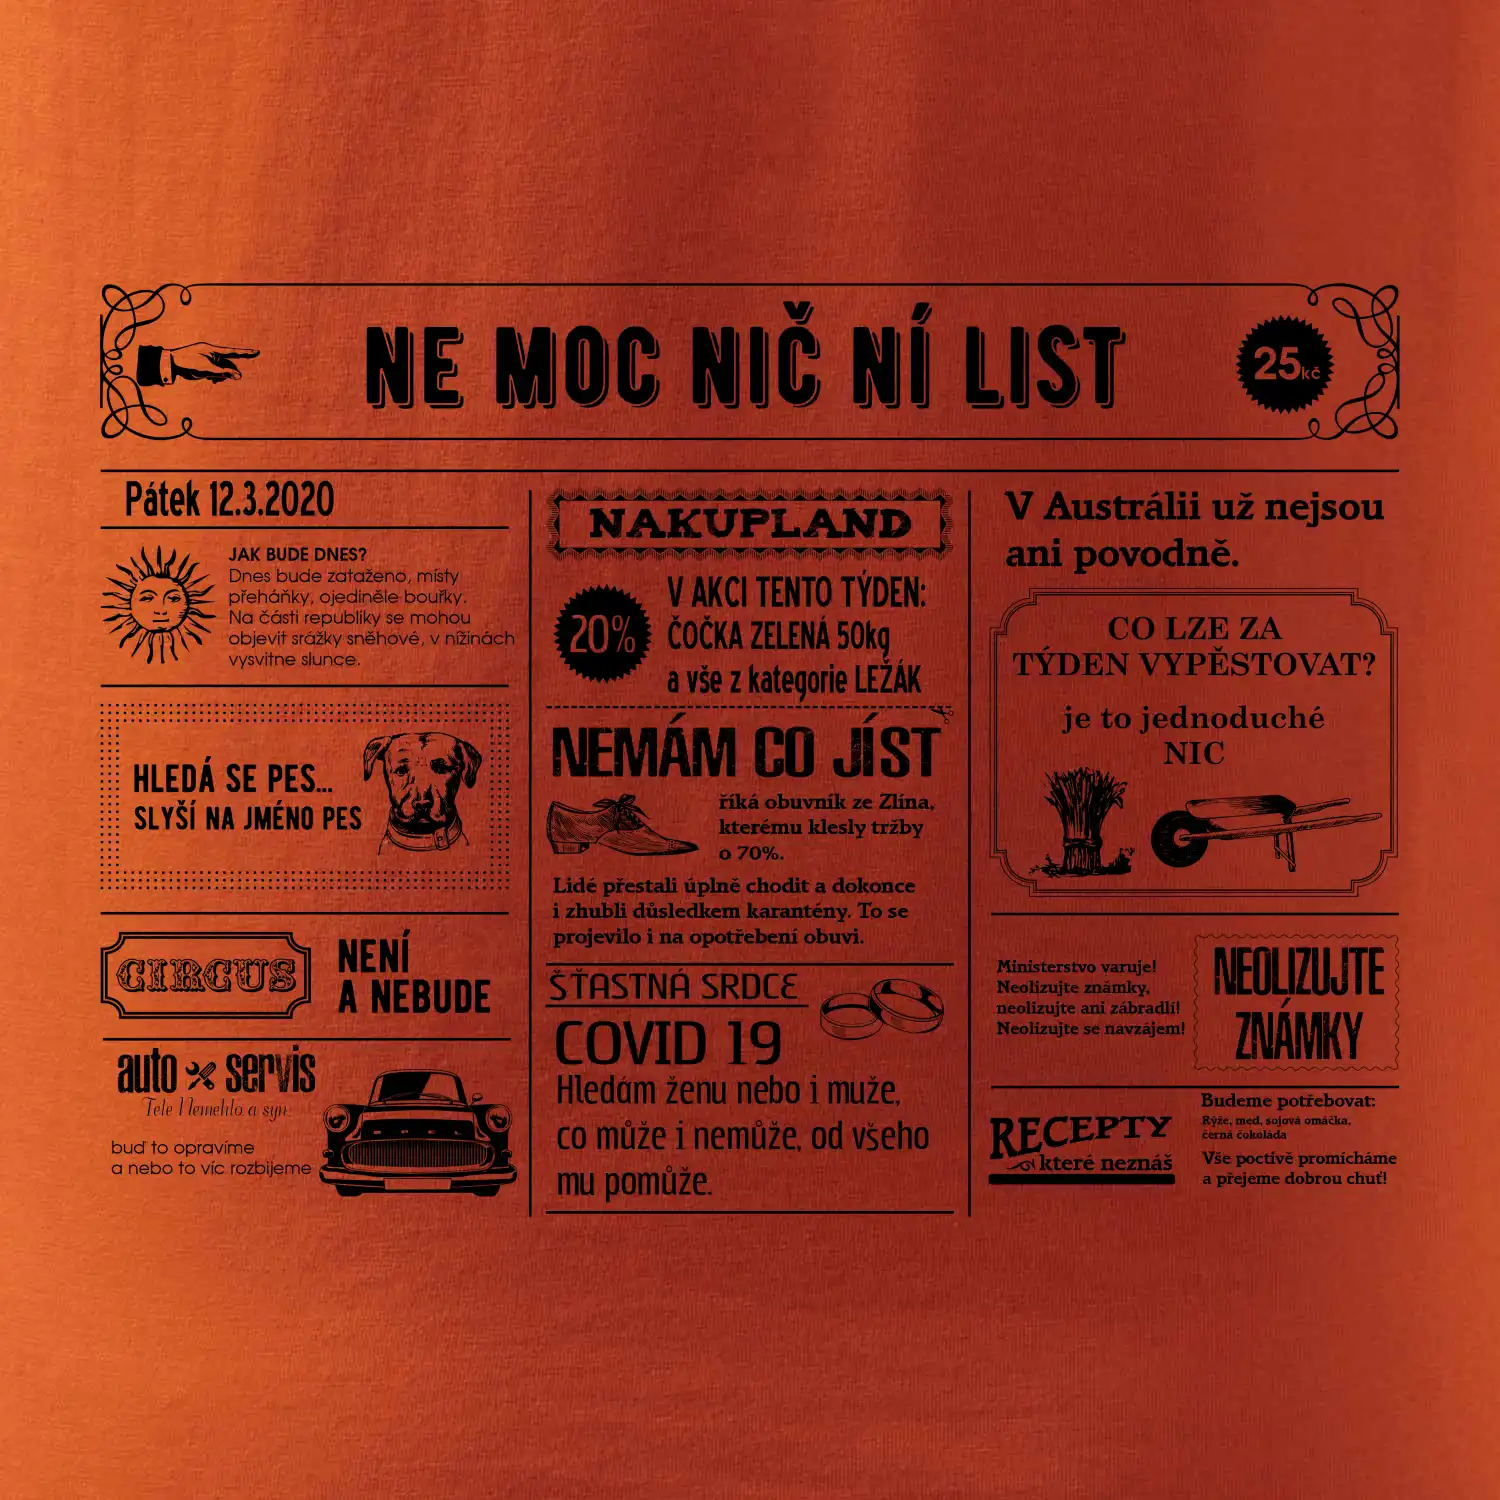 NE MOC NIČ NÍ LIST
25kč
Pátek 12.3.2020
JAK BUDE DNES?
Dnes bude zataženo, místy
přeháňky, ojediněle bouřky.
Na části republiky se mohou
objevit srážky sněhové, v nížinách
vysvitne slunce.
HLEDÁ SE PES...
SLYŠÍ NA JMÉNO PES
CIRCUS
NENÍ
A NEBUDE
auto servis
Tele Nemehlo a syn
buď to opravíme
a nebo to víc rozbijeme
OPEL
NAKUPLAND
20%
V AKCI TENTO TÝDEN:
ČOČKA ZELENÁ 50kg
a vše z kategorie LEŽÁK
NEMÁM CO JÍST
říká obuvník ze Zlína,
kterému klesly tržby
o 70%.
Lidé přestali úplně chodit a dokonce
i zhubli důsledkem karantény. To se
projevilo i na opotřebení obuvi.
ŠŤASTNÁ SRDCE
COVID 19
Hledám ženu nebo i muže,
co může i nemůže, od všeho
mu pomůže.
V Austrálii už nejsou
ani povodně.
CO LZE ZA
TÝDEN VYPĚSTOVAT?
je to jednoduché
NIC
Ministerstvo varuje!
Neolizujte známky,
neolizujte ani zábradlí!
Neolizujte se navzájem!
NEOLIZUJTE
ZNÁMKY
RECEPTY
které neznáš
Budeme potřebovat:
Rýže, med, sojová omáčka,
černá čokoláda
Vše poctivě promícháme
a přejeme dobrou chuť!